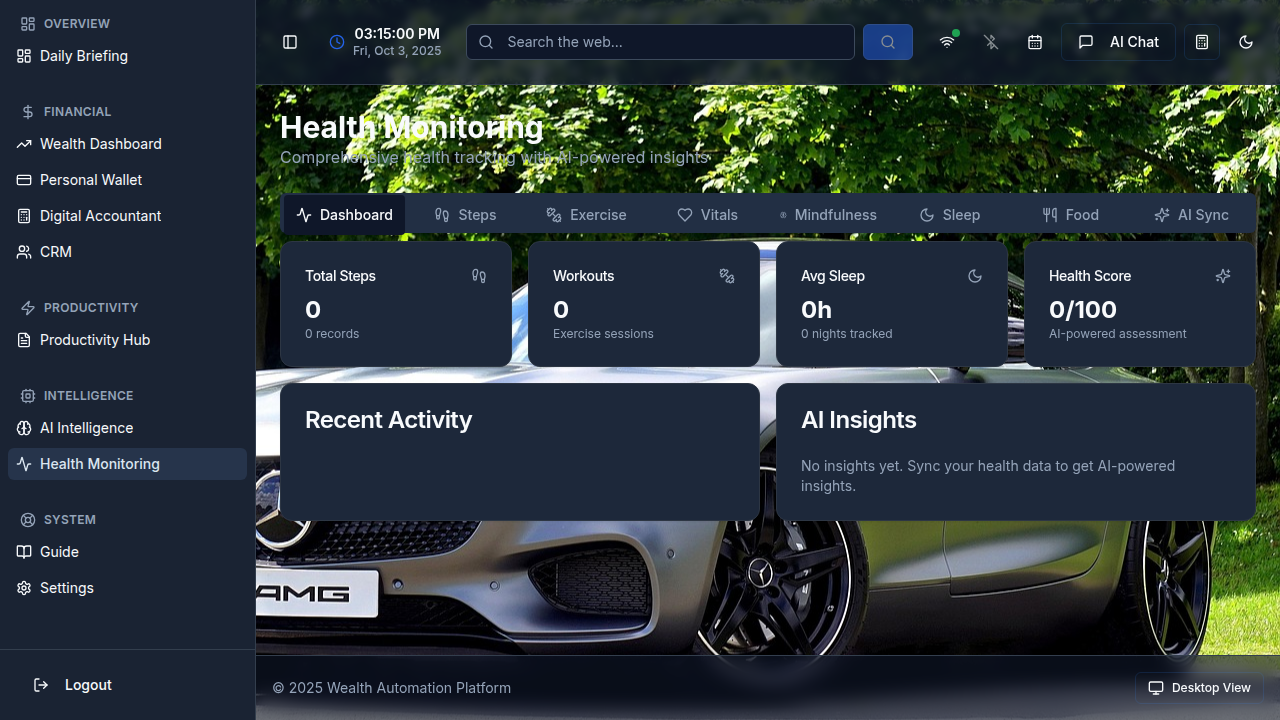 OVERVIEW
Daily Briefing
FINANCIAL
Wealth Dashboard
Personal Wallet
Digital Accountant
CRM
PRODUCTIVITY
Productivity Hub
INTELLIGENCE
AI Intelligence
Health Monitoring
SYSTEM
Guide
Settings
Logout
03:15:00 PM
Fri, Oct 3, 2025
Search the web...
AI Chat
Health Monitoring
Comprehensive health tracking with AI-powered insights
Dashboard Steps Exercise Vitals Mindfulness Sleep Food AI Sync
Total Steps
0
0 records
Workouts
0
Exercise sessions
Avg Sleep
0h
0 nights tracked
Health Score
0/100
AI-powered assessment
Recent Activity
AI Insights
No insights yet. Sync your health data to get AI-powered
insights.
AMG
© 2025 Wealth Automation Platform
Desktop View